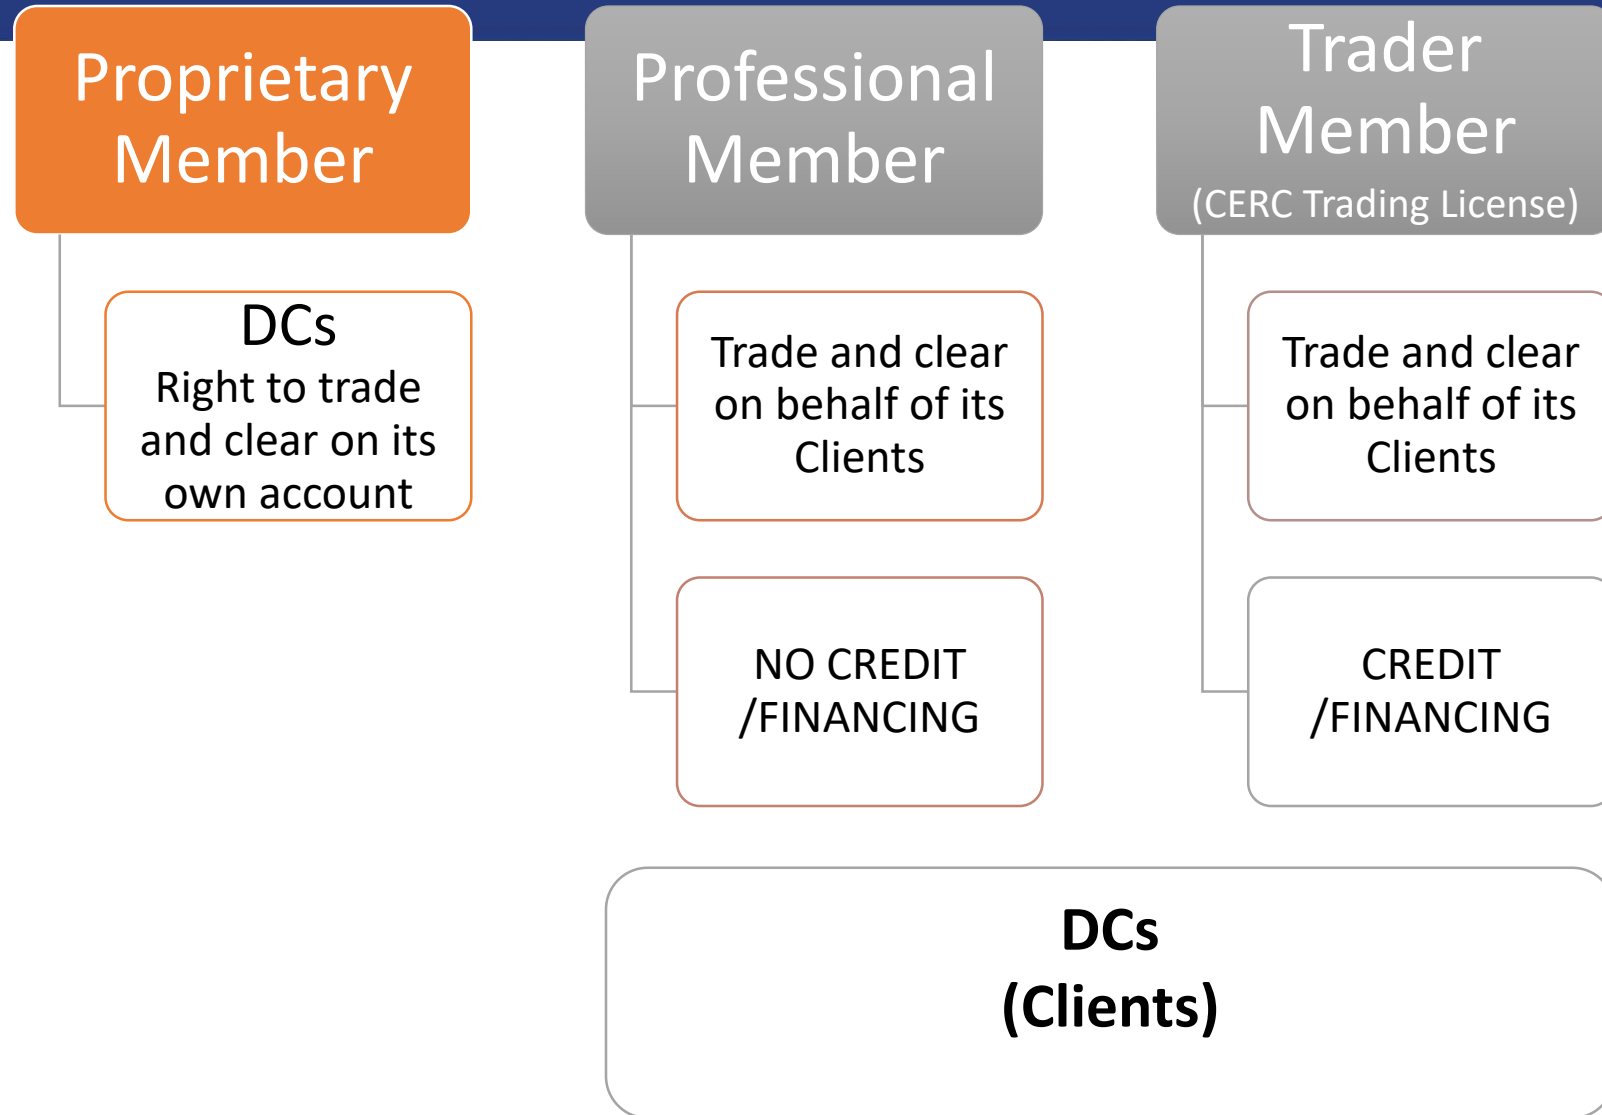 Proprietary
Member
DCs
Right to trade
and clear on its
own account
Professional
Member
Trade and clear
on behalf of its
Clients
NO CREDIT
/FINANCING
Trader
Member
(CERC Trading License)
Trade and clear
on behalf of its
Clients
CREDIT
/FINANCING
DCs
(Clients)